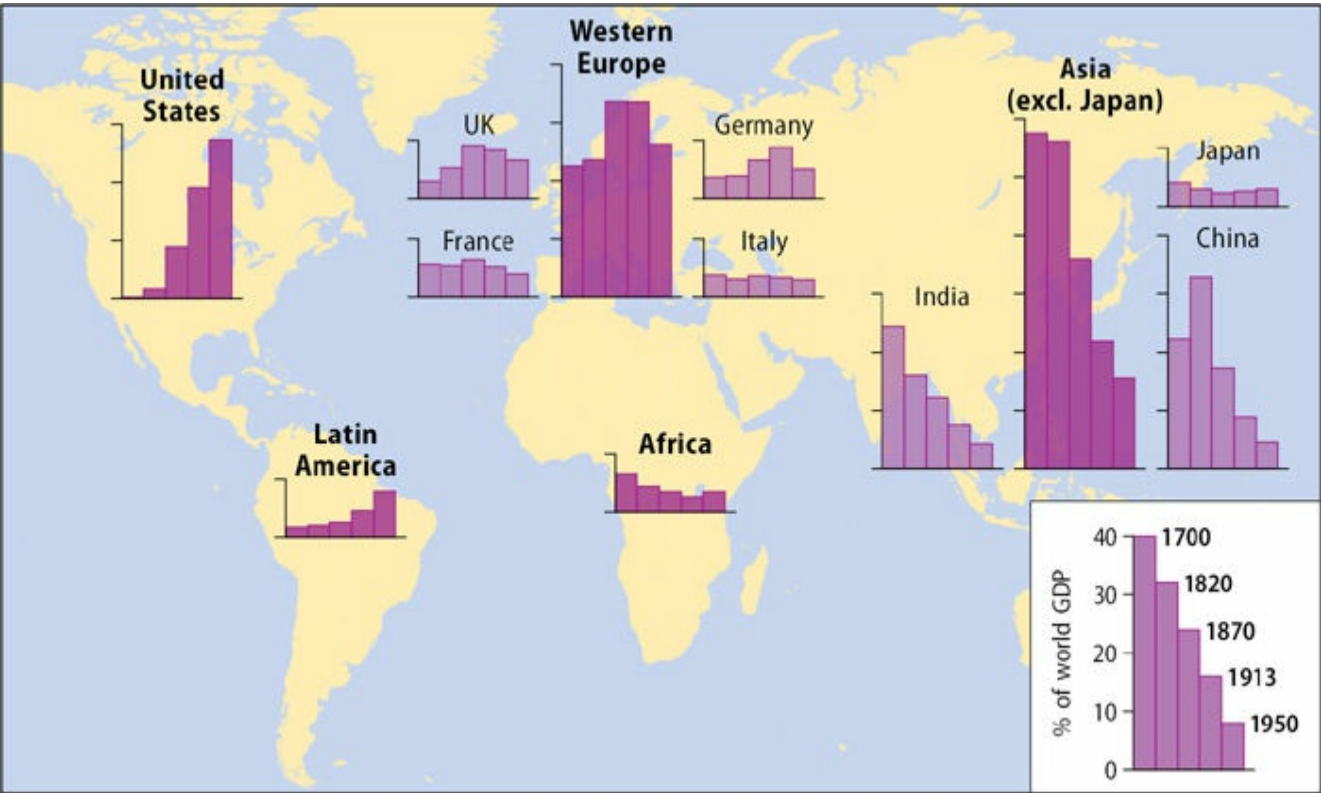 United
States
Western
Europe
UK
Germany
France
Italy
Asia
(excl. Japan)
Japan
China
India
Latin
America
Africa
% of world GDP
40
30
20
10
0
1700
1820
1870
1913
1950